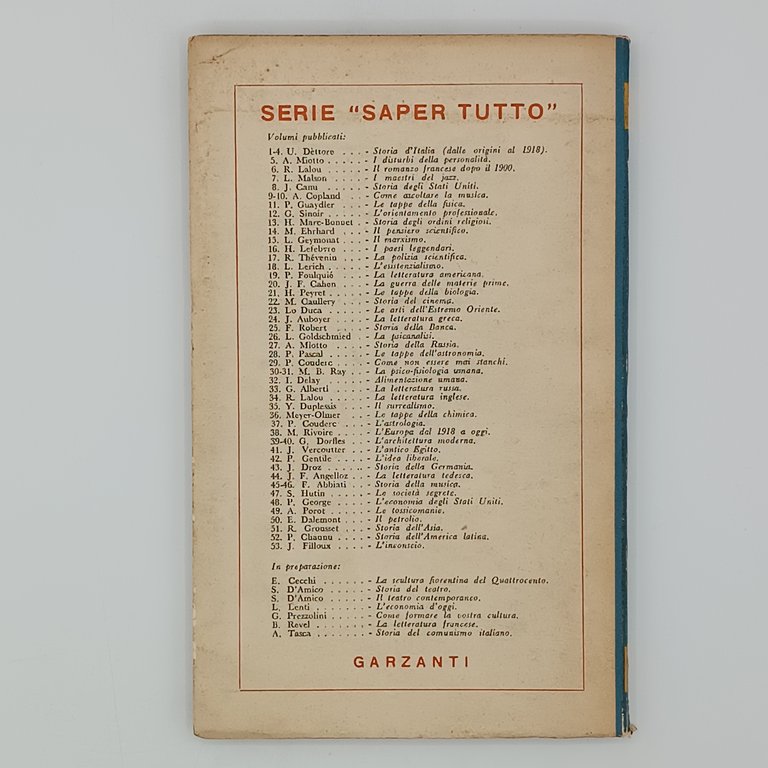 SERIE "SAPER TUTTO"
Volumi pubblicati:
1-4. U. Dèttore . . . . - Storia d'Italia (dalle origini al 1918).
5. A. Miotto . . . . . - I disturbi della personalità.
6. R. Lalou . . . . . - Il romanzo francese dopo il 1900.
7. L. Malson . . . . . - I maestri del jazz.
8. J. Canu . . . . . - Storia degli Stati Uniti.
9-10. A. Copland . . . - Come ascoltare la musica.
11. P. Guaydier . . . - Le tappe della fisica.
12. G. Sinoir . . . . . - L'orientamento professionale.
13. H. Marc-Bonnet . - Storia degli ordini religiosi.
14. M. Ehrhard . . . . - Il pensiero scientifico.
15. L. Geymonat . . . - Il marxismo.
16. H. Lefebvre . . . - I paesi leggendari.
17. R. Thévenin . . . - La polizia scientifica.
18. L. Lerich . . . . . - L'esistenzialismo.
19. P. Foulquié . . . . - La letteratura americana.
20. J. F. Cahen . . . . - La guerra delle materie prime.
21. H. Peyret . . . . . - Le tappe della biologia.
22. M. Caullery . . . . - Storia del cinema.
23. Lo Duca . . . . . - Le arti dell'Estremo Oriente.
24. J. Auboyer . . . . - La letteratura greca.
25. F. Robert . . . . - Storia della Banca.
26. L. Goldschmied . - La psicanalisi.
27. A. Miotto . . . . - Storia della Russia.
28. P. Pascal . . . . . - Le tappe dell'astronomia.
29. P. Couderc . . . . - Come non essere mai stanchi.
30-31. M. B. Ray . . - La psico-fisiologia umana.
32. I. Delay . . . . . - Alimentazione umana.
33. G. Alberti . . . . - La letteratura russa.
34. R. Lalou . . . . . - La letteratura inglese.
35. Y. Duplessis . . . - Il surrealismo.
36. Meyer-Olmer . . - Le tappe della chimica.
37. P. Couderc . . . - L'astrologia.
38. M. Rivoire . . . . - L'Europa dal 1918 a oggi.
39-40. G. Dorfles . . - L'architettura moderna.
41. J. Vercoutter . . . - L'antico Egitto.
42. P. Gentile . . . . . - L'idea liberale.
43. J. Droz . . . . . . - Storia della Germania.
44. J. F. Angelloz . . - La letteratura tedesca.
45-46. F. Abbiati . . - Storia della musica.
47. S. Hutin . . . . . - Le società segrete.
48. P. George . . . . - L'economia degli Stati Uniti.
49. A. Porot . . . . . - Le tossicomanie.
50. E. Dalemont . . . - Il petrolio.
51. R. Grousset . . . - Storia dell'Asia.
52. P. Chaunu . . . . - Storia dell'America latina.
53. J. Filloux . . . . - L'inconscio.
In preparazione:
E. Cecchi . . . . . . - La scultura fiorentina del Quattrocento.
S. D'Amico . . . . . - Storia del teatro.
S. D'Amico . . . . . - Il teatro contemporaneo.
L. Lenti . . . . . . . - L'economia d'oggi.
G. Prezzolini . . . . - Come formare la vostra cultura.
B. Revel . . . . . . . - La letteratura francese.
A. Tasca . . . . . . . - Storia del comunismo italiano.
GARZANTI